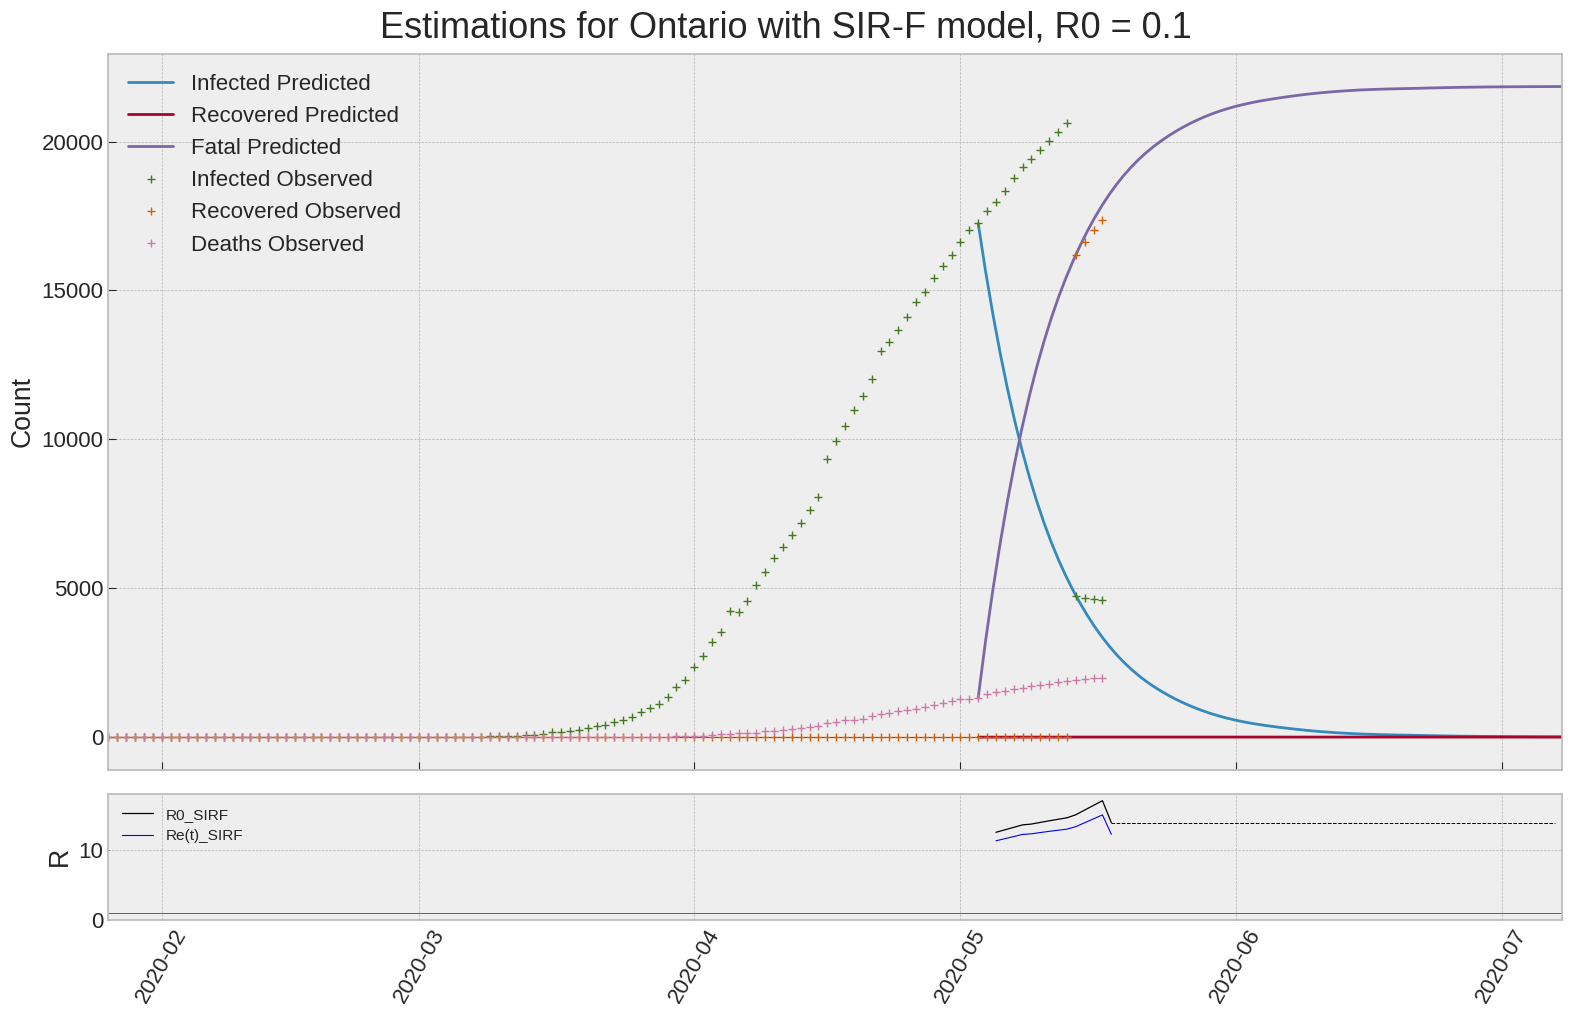 Estimations for Ontario with SIR-F model, R0 = 0.1
Infected Predicted
Recovered Predicted
Fatal Predicted
Infected Observed
Recovered Observed
Deaths Observed
20000
15000
10000
5000
0
Count
R0_SIRF
Re(t)_SIRF
10
0
R
2020-02
2020-03
2020-04
2020-05
2020-06
2020-07